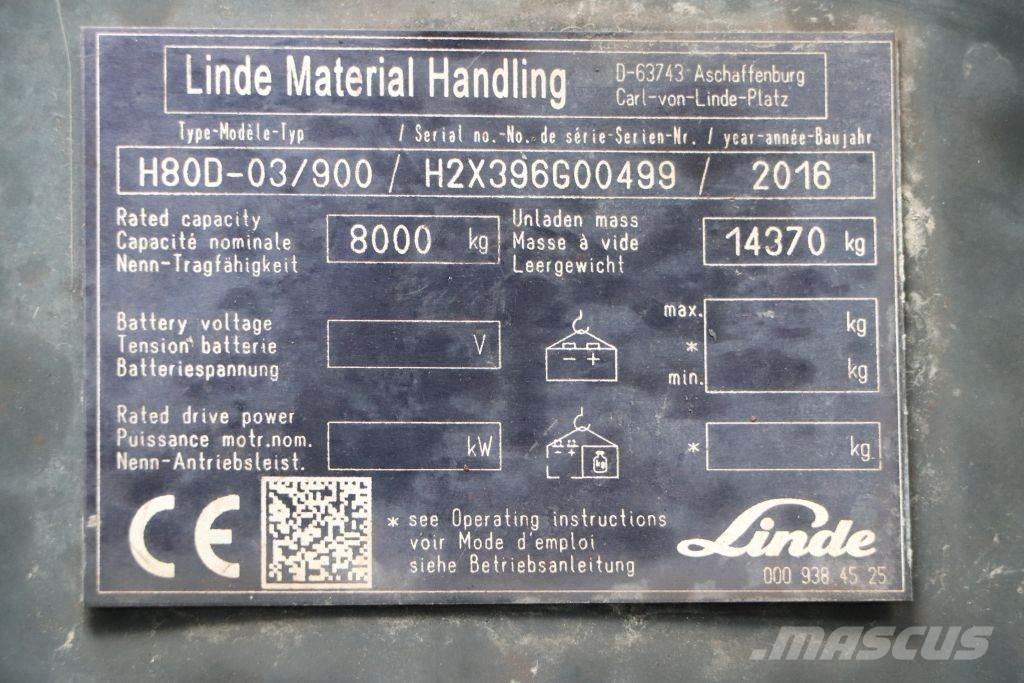 Linde Material Handling
D-63743 Aschaffenburg
Carl-von-Linde-Platz
Type-Modèle-Typ / Serial no.-No. de série-Serien-Nr. / year-année-Baujahr
H80D-03/900 / H2X396G00499 / 2016
Rated capacity
Capacité nominale
Nenn-Tragfähigkeit
8000 kg
Unladen mass
Masse à vide
Leergewicht
14370 kg
Battery voltage
Tension batterie
Batteriespannung
V
- +
max.
*
min.
kg
kg
Rated drive power
Puissance motr.nom.
Nenn-Antriebsleist.
kW
- +
kg
*
kg
CE
* see Operating instructions
voir Mode d'emploi
siehe Betriebsanleitung
Linde
000 938 45 25
MASCUS